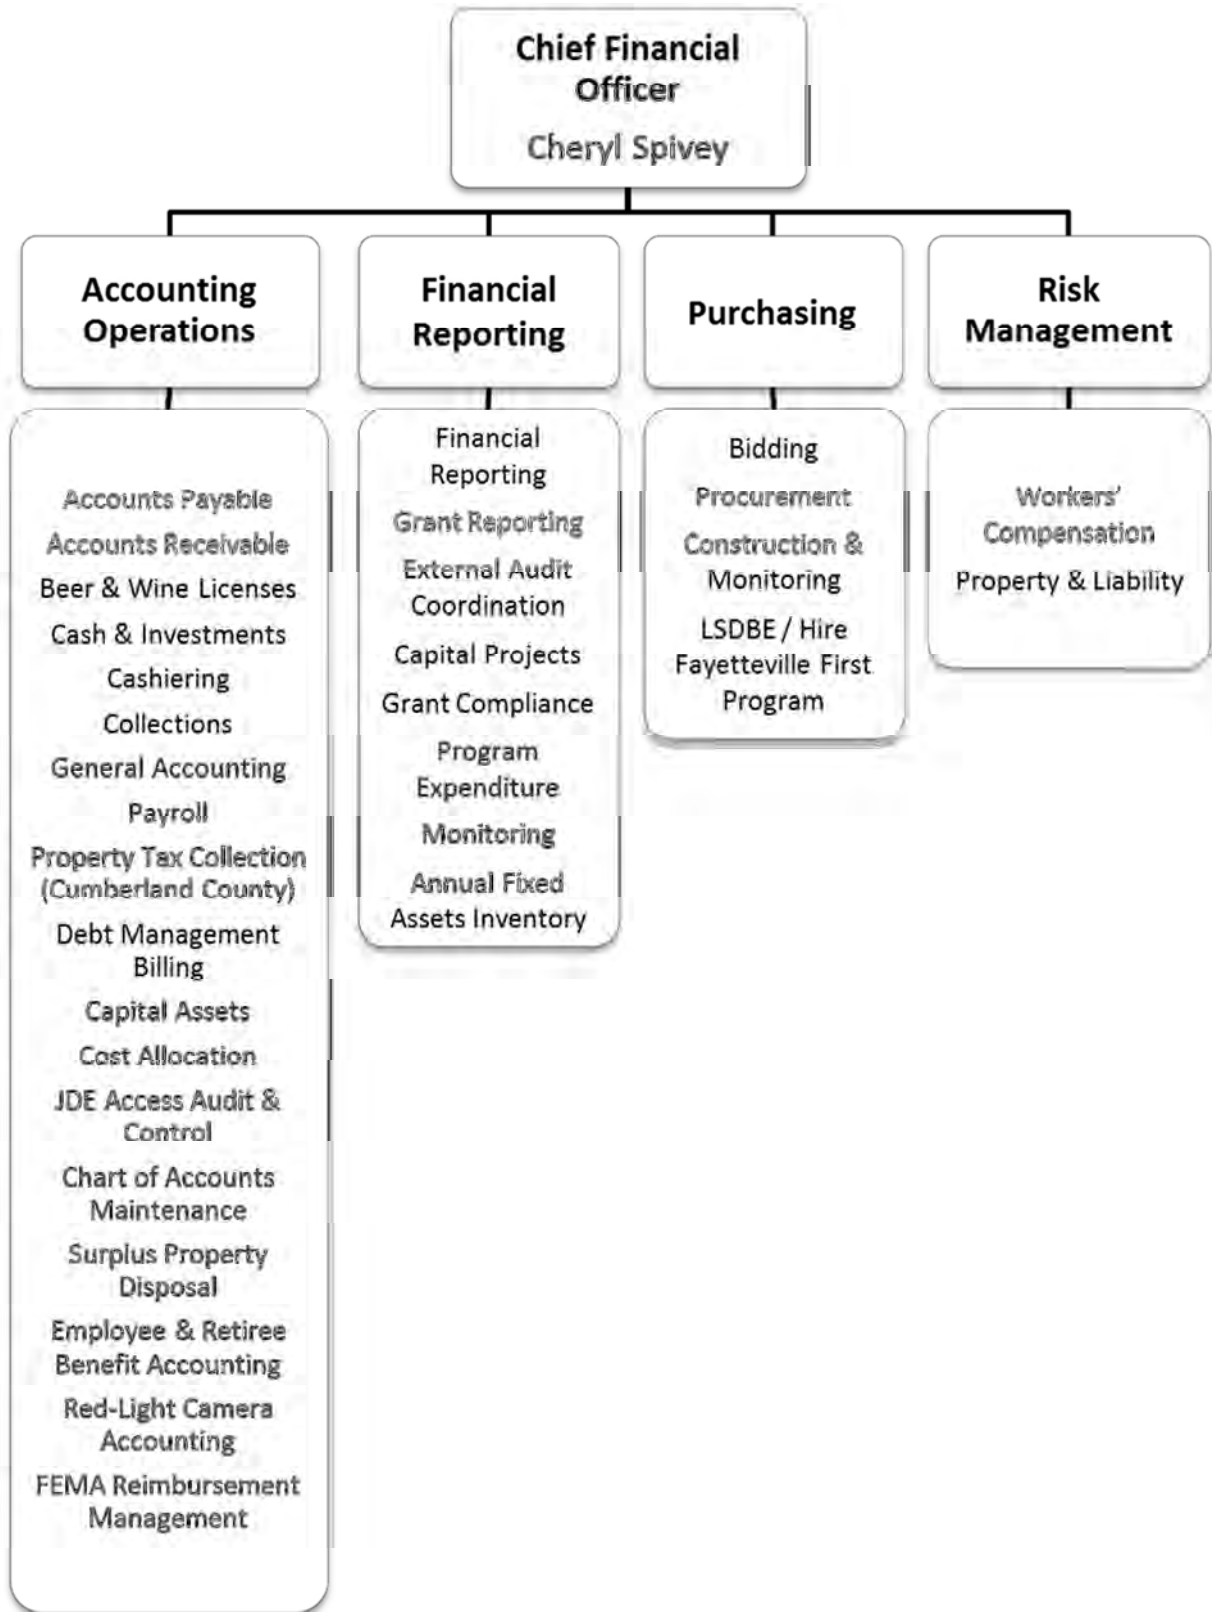 Chief Financial
Officer
Cheryl Spivey
Accounting
Operations
Financial
Reporting
Purchasing
Risk
Management
Accounts Payable
Accounts Receivable
Beer & Wine Licenses
Cash & Investments
Cashiering
Collections
General Accounting
Payroll
Property Tax Collection
(Cumberland County)
Debt Management
Billing
Capital Assets
Cost Allocation
JDE Access Audit &
Control
Chart of Accounts
Maintenance
Surplus Property
Disposal
Employee & Retiree
Benefit Accounting
Red-Light Camera
Accounting
FEMA Reimbursement
Management
Financial
Reporting
Grant Reporting
External Audit
Coordination
Capital Projects
Grant Compliance
Program
Expenditure
Monitoring
Annual Fixed
Assets Inventory
Bidding
Procurement
Construction &
Monitoring
LSDBE / Hire
Fayetteville First
Program
Workers’
Compensation
Property & Liability